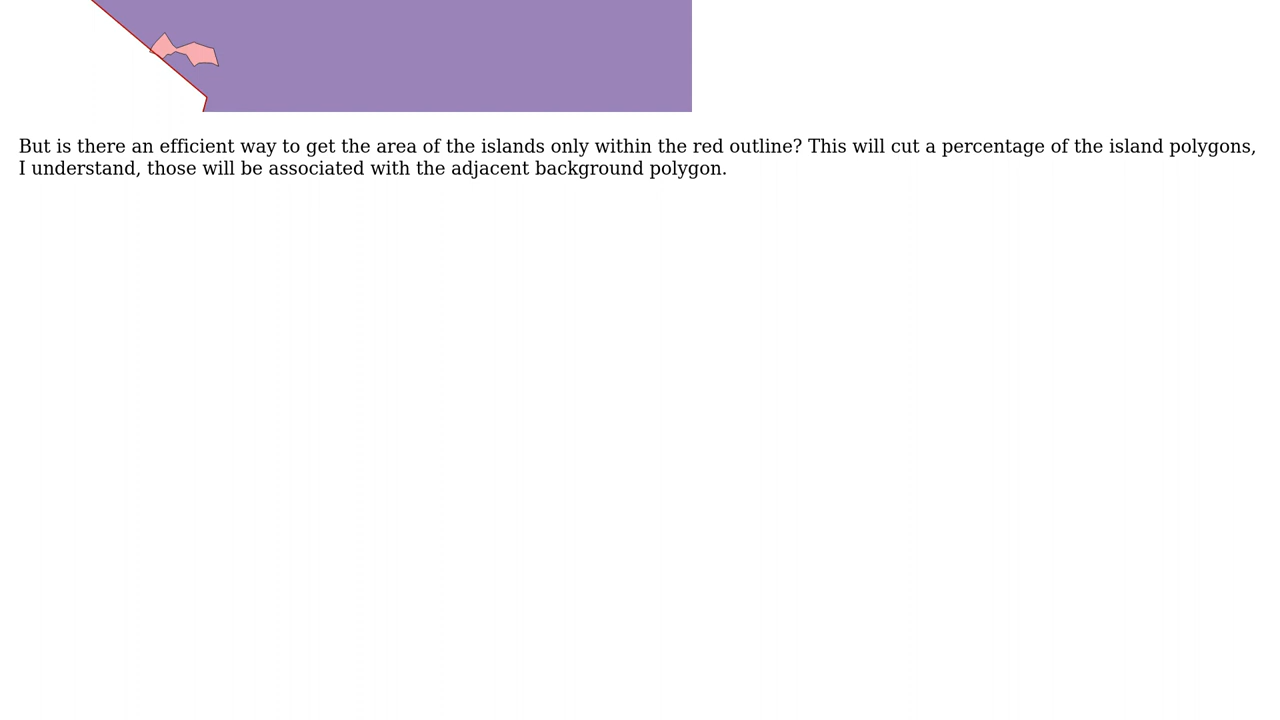 But is there an efficient way to get the area of the islands only within the red outline? This will cut a percentage of the island polygons,
I understand, those will be associated with the adjacent background polygon.